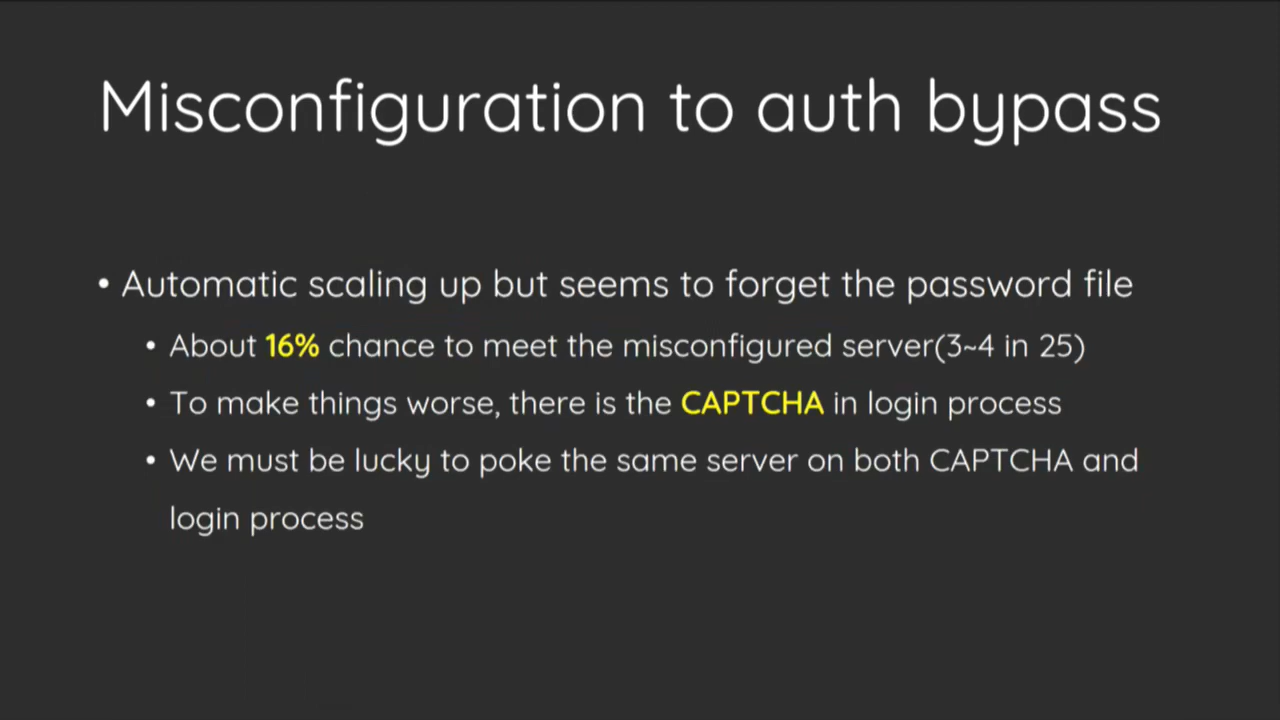 Misconfiguration to auth bypass
• Automatic scaling up but seems to forget the password file
• About 16% chance to meet the misconfigured server(3~4 in 25)
• To make things worse, there is the CAPTCHA in login process
• We must be lucky to poke the same server on both CAPTCHA and
login process